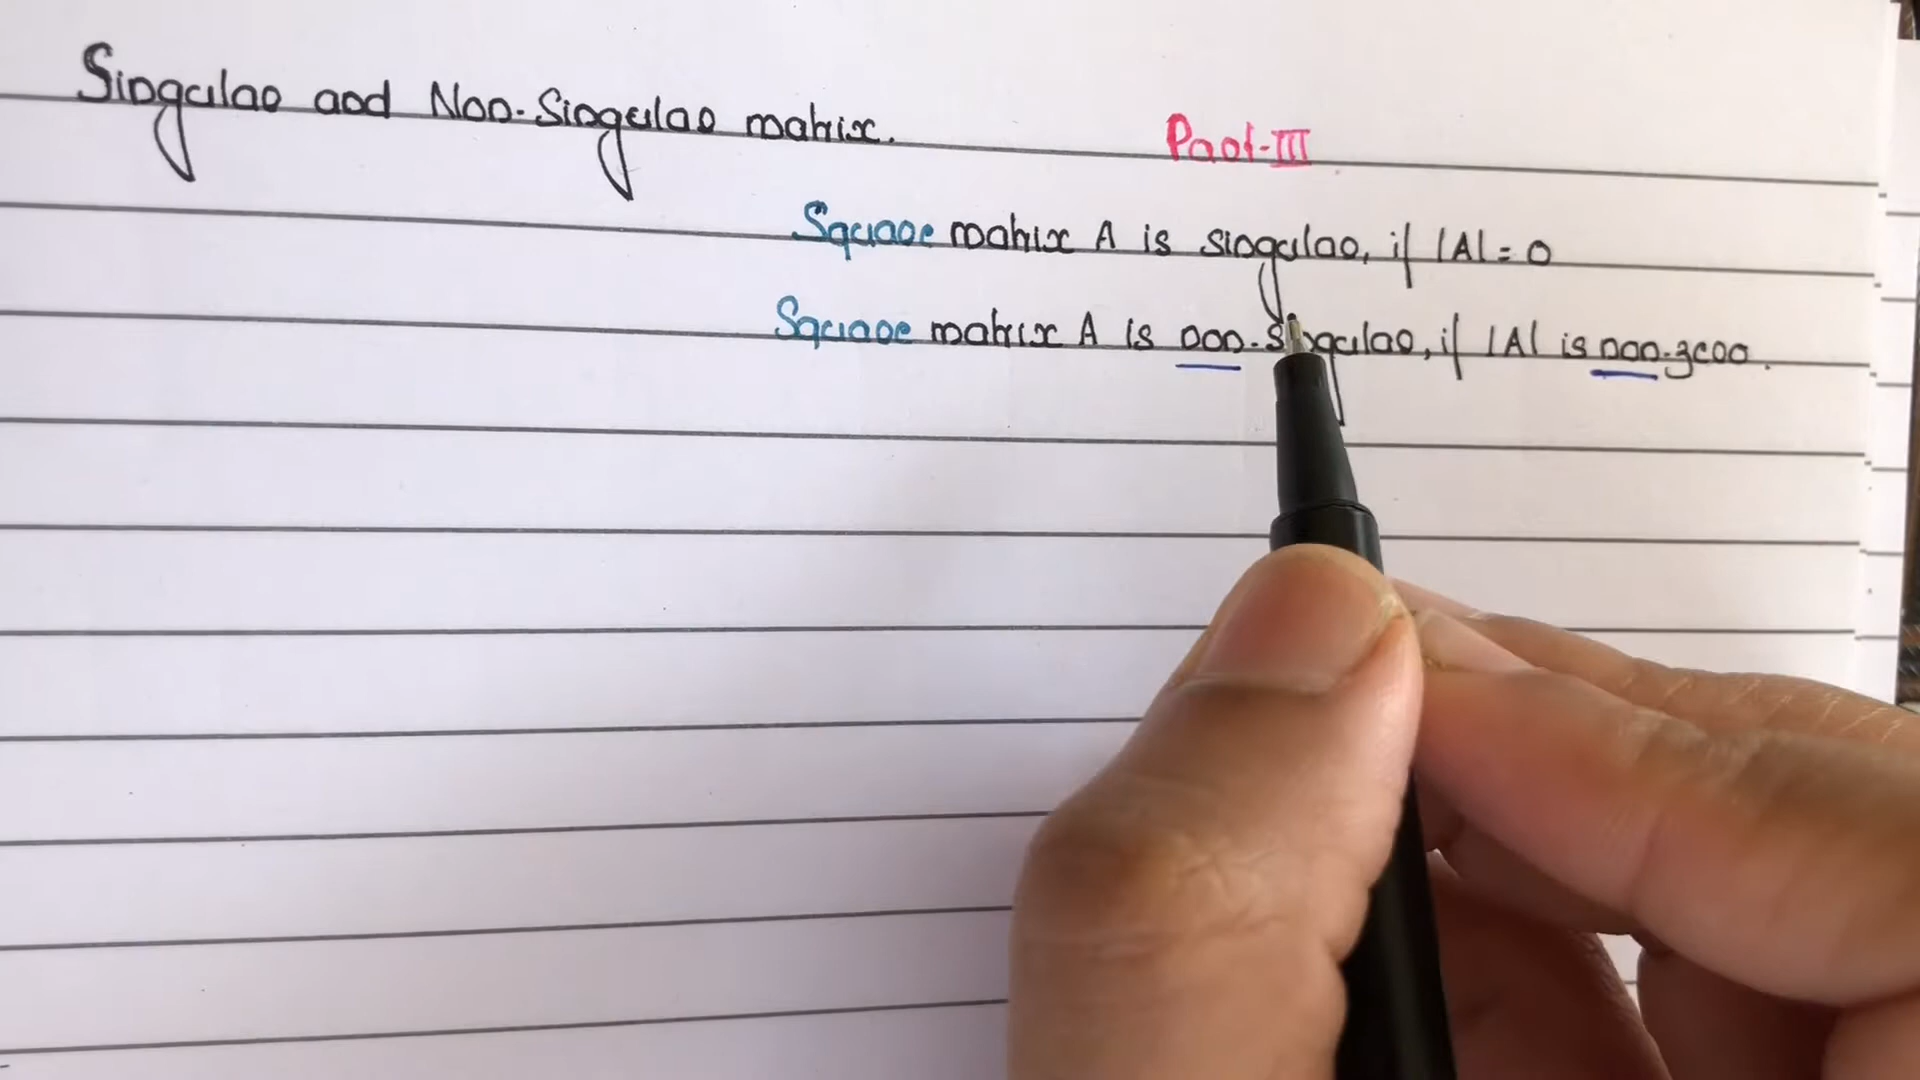 Singular and Non-Singular matrix.
Part-III
Square matrix A is singular, if |A| = 0
Square matrix A is non-singular, if |A| is non-zero.